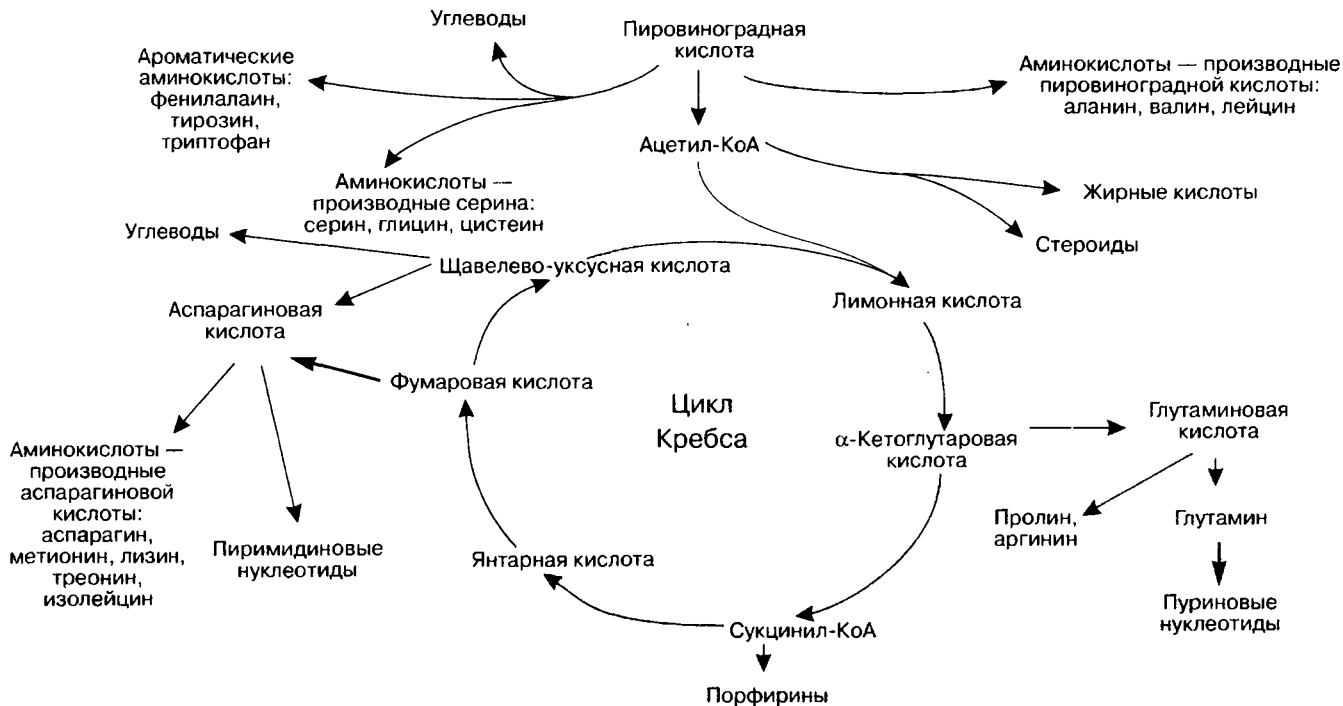 Углеводы
Пировиноградная
кислота
Ароматические
аминокислоты:
фенилалаин,
тирозин,
триптофан
Аминокислоты — производные
пировиноградной кислоты:
аланин, валин, лейцин
Ацетил-КоА
Аминокислоты —
производные серина:
серин, глицин, цистеин
Жирные кислоты
Стероиды
Углеводы
Щавелево-уксусная кислота
Лимонная кислота
Аспарагиновая
кислота
Фумаровая кислота
Цикл
Кребса
α-Кетоглутаровая
кислота
Глутаминовая
кислота
Аминокислоты —
производные
аспарагиновой
кислоты:
аспарагин,
метионин, лизин,
треонин,
изолейцин
Пиримидиновые
нуклеотиды
Янтарная кислота
Пролин,
аргинин
Глутамин
Пуриновые
нуклеотиды
Сукцинил-КоА
Порфирины